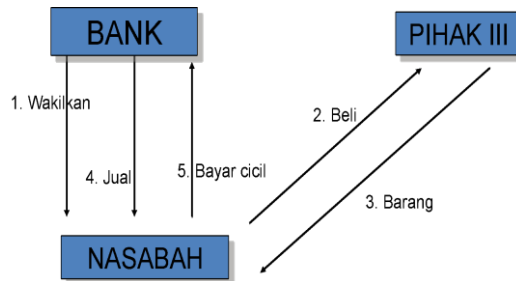 BANK
PIHAK III
1. Wakilkan
2. Beli
4. Jual
5. Bayar cicil
3. Barang
NASABAH